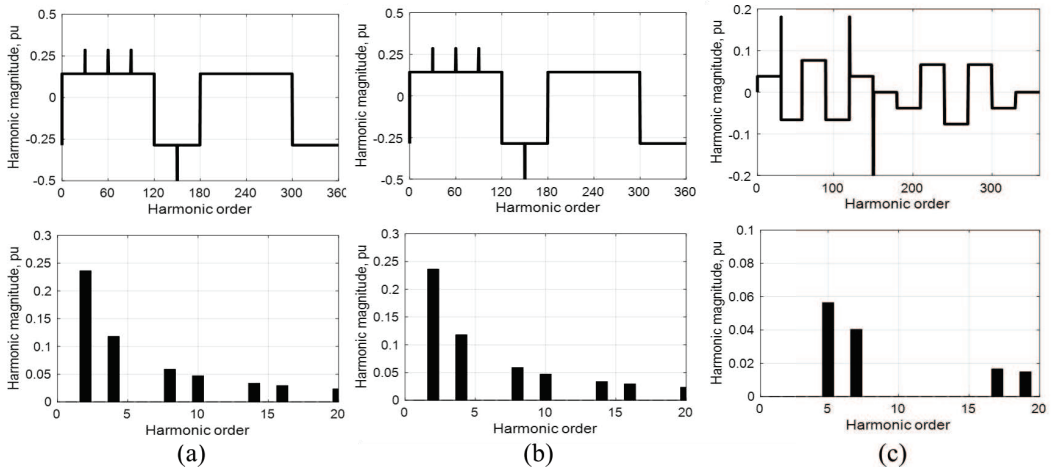 Harmonic magnitude, pu
0.5
0.25
0
-0.25
-0.5
0 60 120 180 240 300 360
Harmonic order
Harmonic magnitude, pu
0.5
0.25
0
-0.25
-0.5
0 60 120 180 240 300 360
Harmonic order
Harmonic magnitude, pu
0.2
0.1
0
-0.1
-0.2
100 200 300
Harmonic order
Harmonic magnitude, pu
0.3
0.25
0.2
0.15
0.1
0.05
0
0 5 10 15 20
Harmonic order
(a)
Harmonic magnitude, pu
0.3
0.25
0.2
0.15
0.1
0.05
0
0 5 10 15 20
Harmonic order
(b)
Harmonic magnitude, pu
0.1
0.08
0.06
0.04
0.02
0
0 5 10 15 20
Harmonic order
(c)